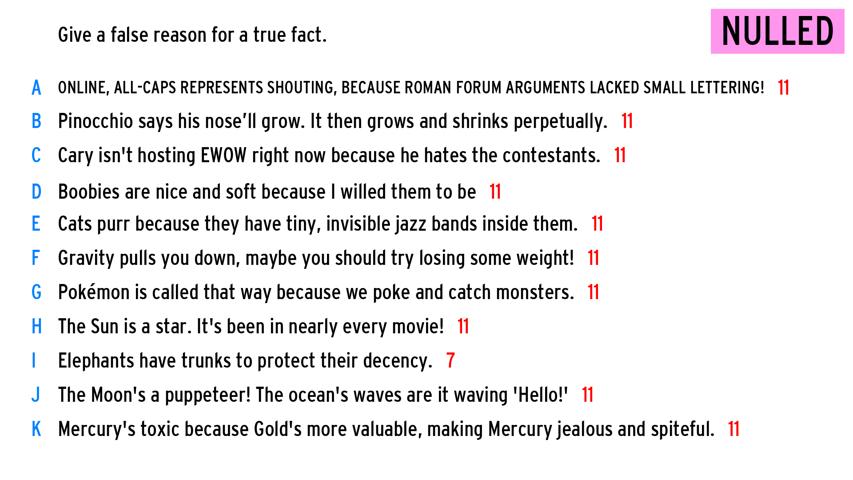 Give a false reason for a true fact.
NULLED
A ONLINE, ALL-CAPS REPRESENTS SHOUTING, BECAUSE ROMAN FORUM ARGUMENTS LACKED SMALL LETTERING! 11
B Pinocchio says his nose’ll grow. It then grows and shrinks perpetually. 11
C Cary isn't hosting EWOW right now because he hates the contestants. 11
D Boobies are nice and soft because I willed them to be 11
E Cats purr because they have tiny, invisible jazz bands inside them. 11
F Gravity pulls you down, maybe you should try losing some weight! 11
G Pokémon is called that way because we poke and catch monsters. 11
H The Sun is a star. It's been in nearly every movie! 11
I Elephants have trunks to protect their decency. 7
J The Moon's a puppeteer! The ocean's waves are it waving 'Hello!' 11
K Mercury's toxic because Gold's more valuable, making Mercury jealous and spiteful. 11